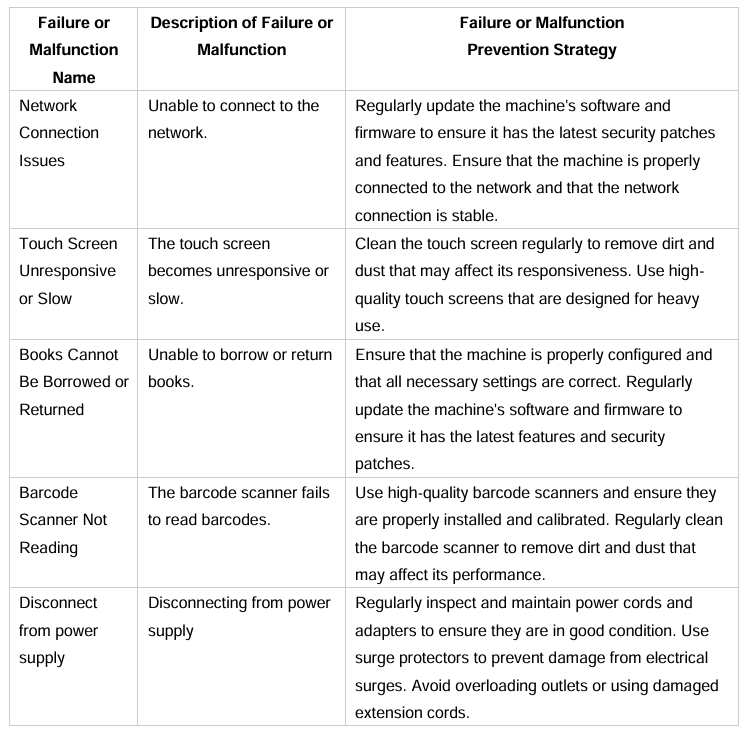 Failure or
Malfunction
Name
Description of Failure or
Malfunction
Failure or Malfunction
Prevention Strategy
Network
Connection
Issues
Unable to connect to the
network.
Regularly update the machine's software and
firmware to ensure it has the latest security patches
and features. Ensure that the machine is properly
connected to the network and that the network
connection is stable.
Touch Screen
Unresponsive
or Slow
The touch screen
becomes unresponsive or
slow.
Clean the touch screen regularly to remove dirt and
dust that may affect its responsiveness. Use high-
quality touch screens that are designed for heavy
use.
Books Cannot
Be Borrowed or
Returned
Unable to borrow or return
books.
Ensure that the machine is properly configured and
that all necessary settings are correct. Regularly
update the machine's software and firmware to
ensure it has the latest features and security
patches.
Barcode
Scanner Not
Reading
The barcode scanner fails
to read barcodes.
Use high-quality barcode scanners and ensure they
are properly installed and calibrated. Regularly clean
the barcode scanner to remove dirt and dust that
may affect its performance.
Disconnect
from power
supply
Disconnecting from power
supply
Regularly inspect and maintain power cords and
adapters to ensure they are in good condition. Use
surge protectors to prevent damage from electrical
surges. Avoid overloading outlets or using damaged
extension cords.